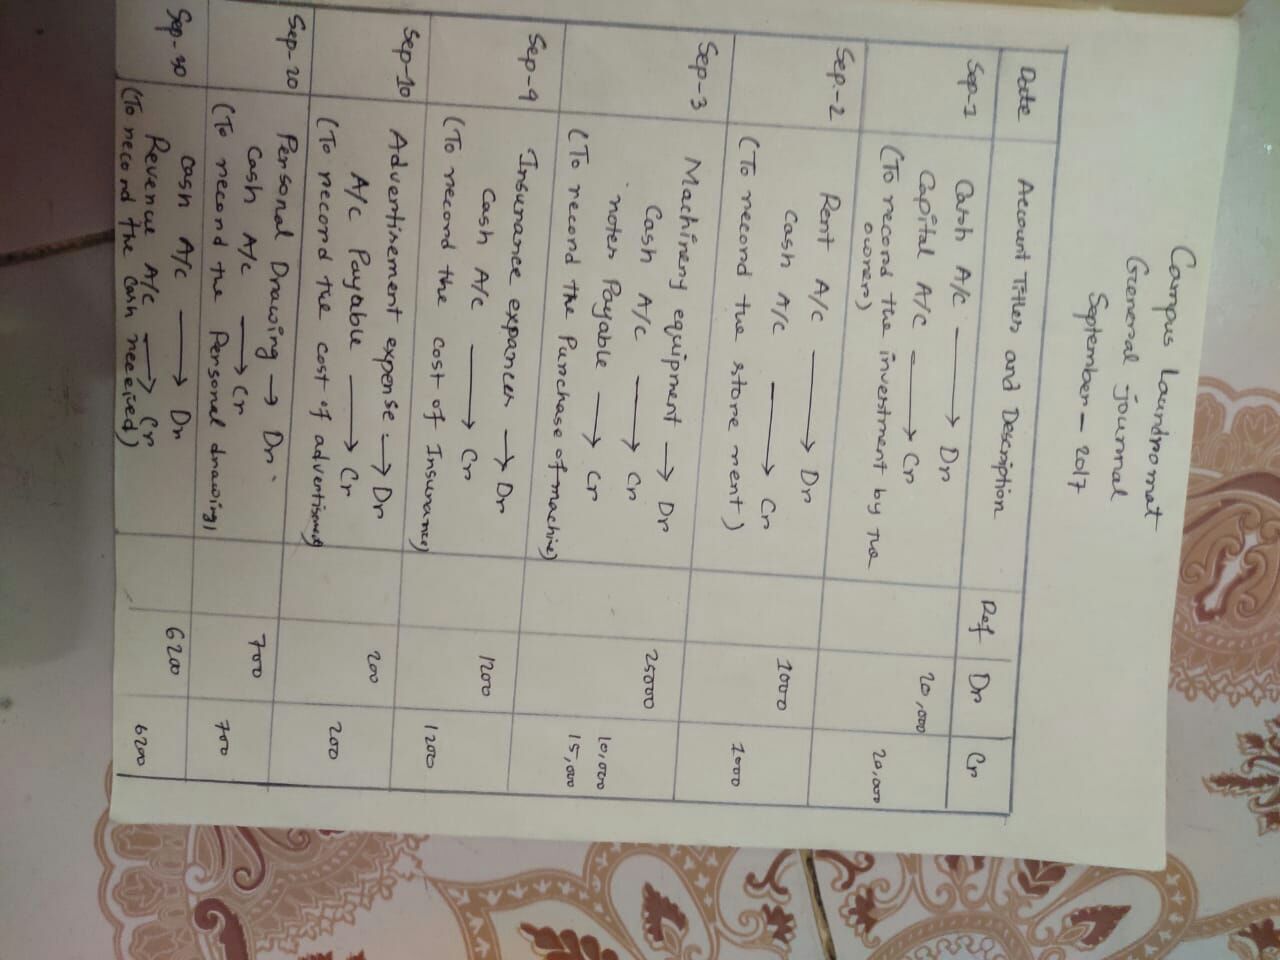 Campus Laundromat
General journal
September - 2017
Date Account Titles and Description Ref Dr Cr
Sep-1 Cash A/C → Dr 20,000
Capital A/C → Cr 20,000
(To record the investment by the
owner)
Sep.-2 Rent A/C → Dr 1000
Cash A/C → Cr 1000
(To record the store rent)
Sep-3 Machinery equipment → Dr 25000
Cash A/C → Cr 10,000
notes Payable → Cr 15,000
(To record the Purchase of machine)
Sep-9 Insurance expances → Dr 1200
Cash A/C → Cr 1200
(To record the cost of Insurance)
Sep-10 Advertisement expense → Dr 200
A/C Payable → Cr 200
(To record the cost of advertisement)
Sep-20 Personal Drawing → Dr 700
Cash A/C → Cr 700
(To record the Personal drawing)
Sep-30 Cash A/C → Dr 6200
Revenue A/C → Cr 6200
(To record the Cash received)